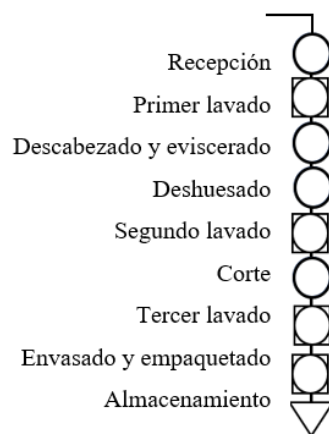 Recepción
Primer lavado
Descabezado y eviscerado
Deshuesado
Segundo lavado
Corte
Tercer lavado
Envasado y empaquetado
Almacenamiento